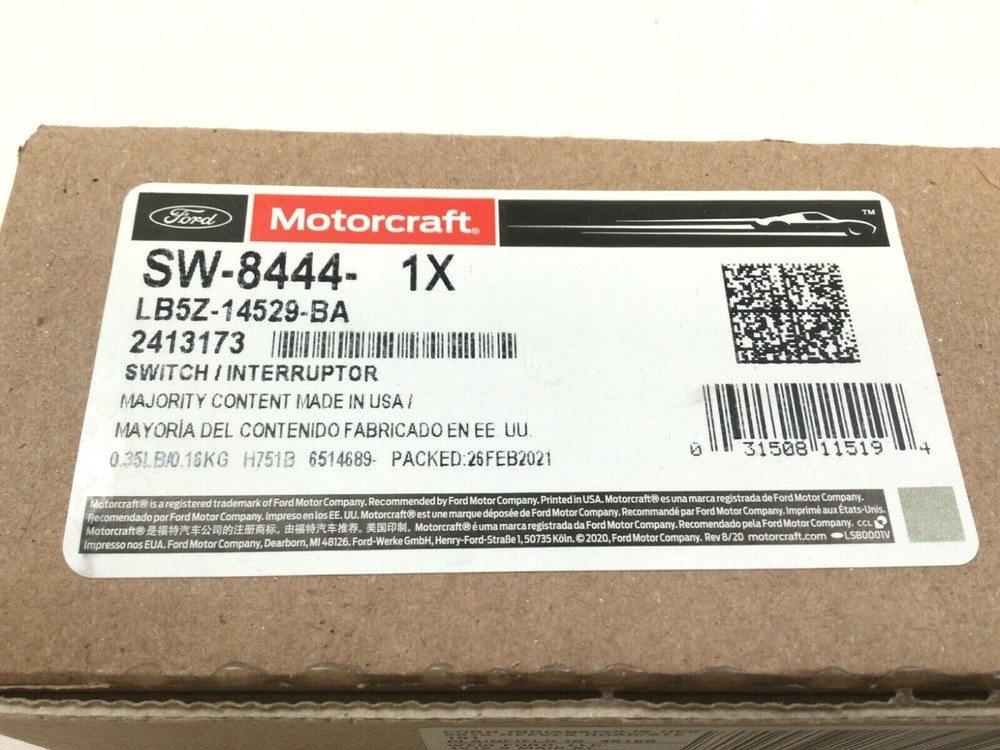 Ford Motorcraft® ™
SW-8444- 1X
LB5Z-14529-BA
2413173
SWITCH / INTERRUPTOR
MAJORITY CONTENT MADE IN USA /
MAYORÍA DEL CONTENIDO FABRICADO EN EE. UU.
0.35LB/0.16KG H751B 6514689- PACKED:26FEB2021
0 31508 11519 4
Motorcraft® is a registered trademark of Ford Motor Company. Recommended by Ford Motor Company. Printed in USA. Motorcraft® es una marca registrada de Ford Motor Company.
Recomendado por Ford Motor Company. Impreso en los EE. UU. Motorcraft® est une marque déposée de Ford Motor Company. Recommandé par Ford Motor Company. Imprimé aux États-Unis.
Motorcraft® 是福特汽车公司的注册商标。由福特汽车推荐。美国印制。Motorcraft® é uma marca registrada da Ford Motor Company. Recomendado pela Ford Motor Company. CCL
Impresso nos EUA. Ford Motor Company, Dearborn, MI 48126. Ford-Werke GmbH, Henry-Ford-Straße 1, 50735 Köln. © 2020, Ford Motor Company. Rev 8/20 motorcraft.com LSB0001V